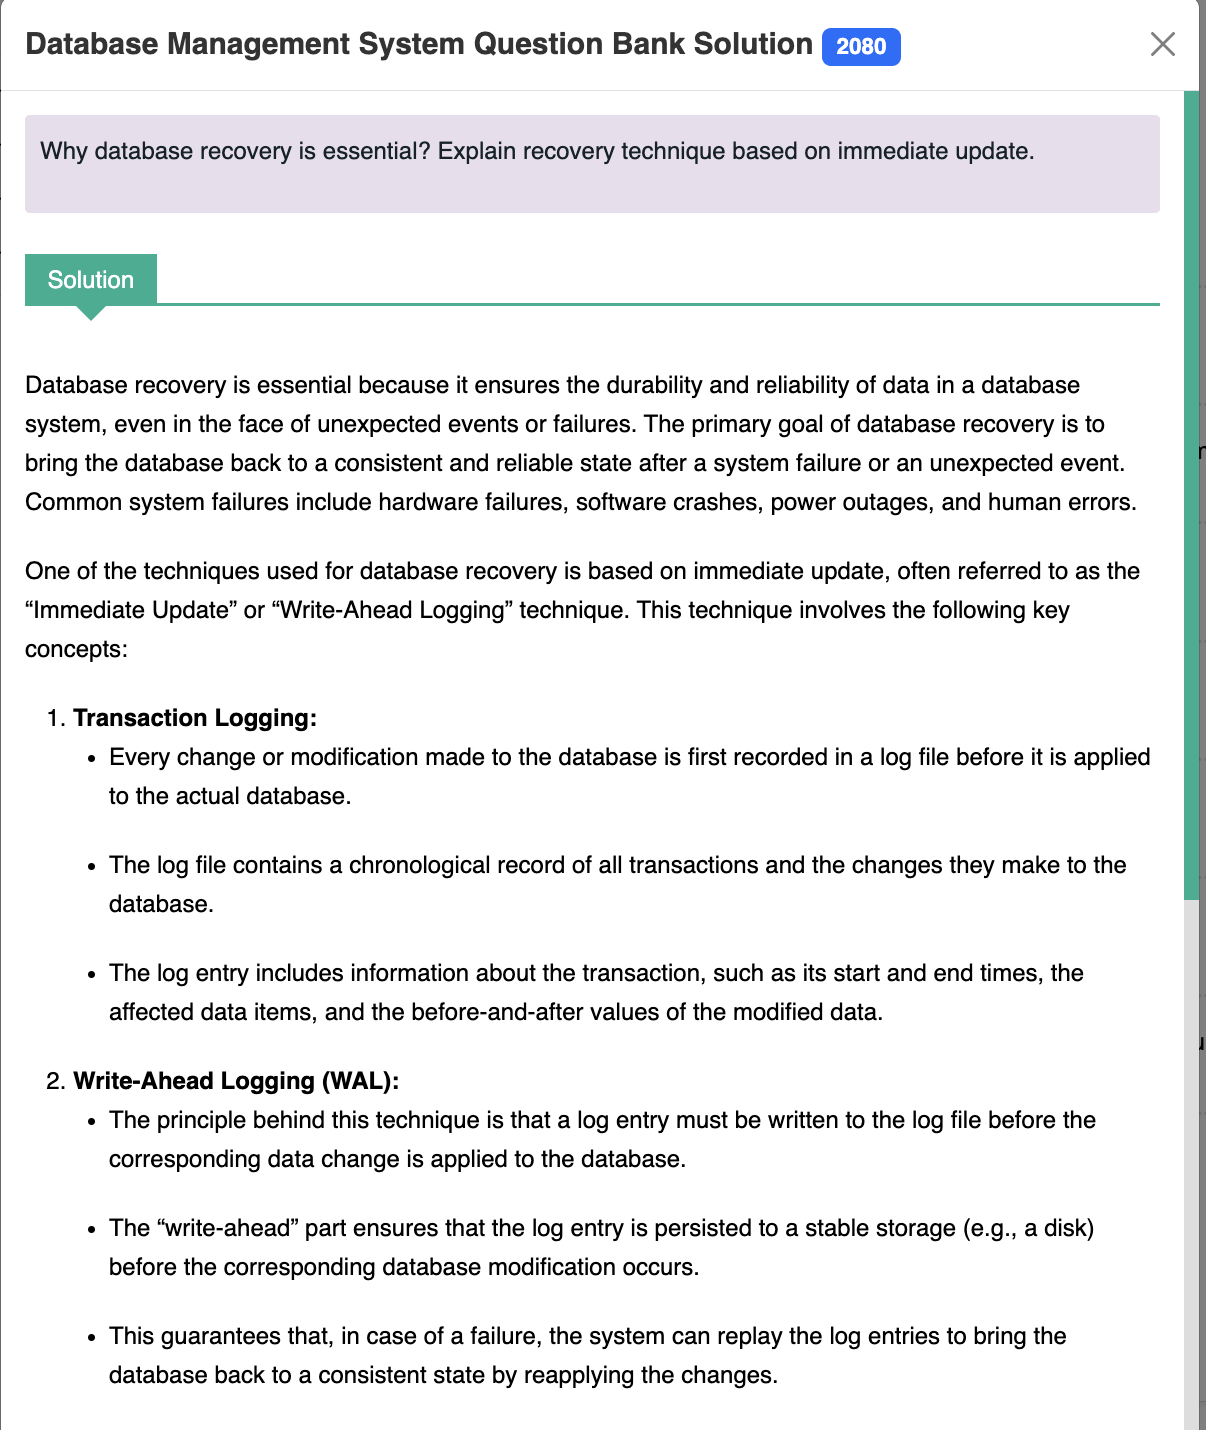 Database Management System Question Bank Solution 2080
Why database recovery is essential? Explain recovery technique based on immediate update.
Solution
Database recovery is essential because it ensures the durability and reliability of data in a database
system, even in the face of unexpected events or failures. The primary goal of database recovery is to
bring the database back to a consistent and reliable state after a system failure or an unexpected event.
Common system failures include hardware failures, software crashes, power outages, and human errors.
One of the techniques used for database recovery is based on immediate update, often referred to as the
“Immediate Update” or “Write-Ahead Logging” technique. This technique involves the following key
concepts:
1. Transaction Logging:
• Every change or modification made to the database is first recorded in a log file before it is applied
to the actual database.
• The log file contains a chronological record of all transactions and the changes they make to the
database.
• The log entry includes information about the transaction, such as its start and end times, the
affected data items, and the before-and-after values of the modified data.
2. Write-Ahead Logging (WAL):
• The principle behind this technique is that a log entry must be written to the log file before the
corresponding data change is applied to the database.
• The “write-ahead” part ensures that the log entry is persisted to a stable storage (e.g., a disk)
before the corresponding database modification occurs.
• This guarantees that, in case of a failure, the system can replay the log entries to bring the
database back to a consistent state by reapplying the changes.